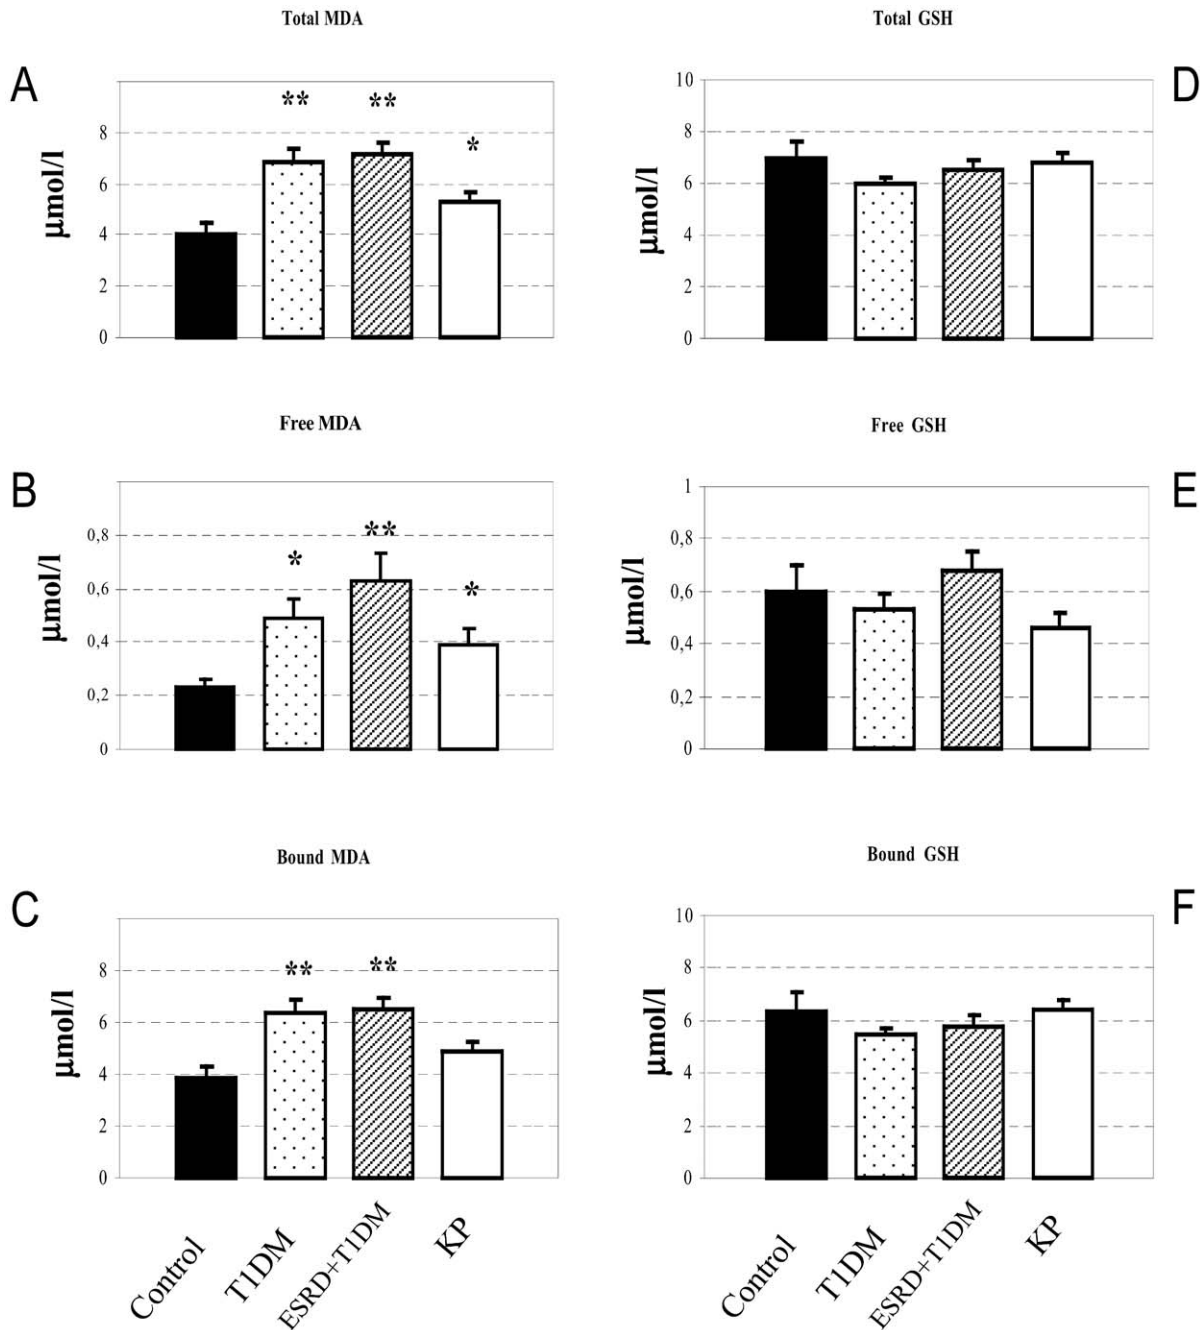 Total MDA
A
μmol/l
8
6
4
2
0
** ** *
Total GSH
D
μmol/l
10
8
6
4
2
0
Free MDA
B
μmol/l
0,8
0,6
0,4
0,2
0
* ** *
Free GSH
E
μmol/l
1
0,8
0,6
0,4
0,2
0
Bound MDA
C
μmol/l
8
6
4
2
0
** **
Control
T1DM
ESRD+T1DM
KP
Bound GSH
F
μmol/l
10
8
6
4
2
0
Control
T1DM
ESRD+T1DM
KP